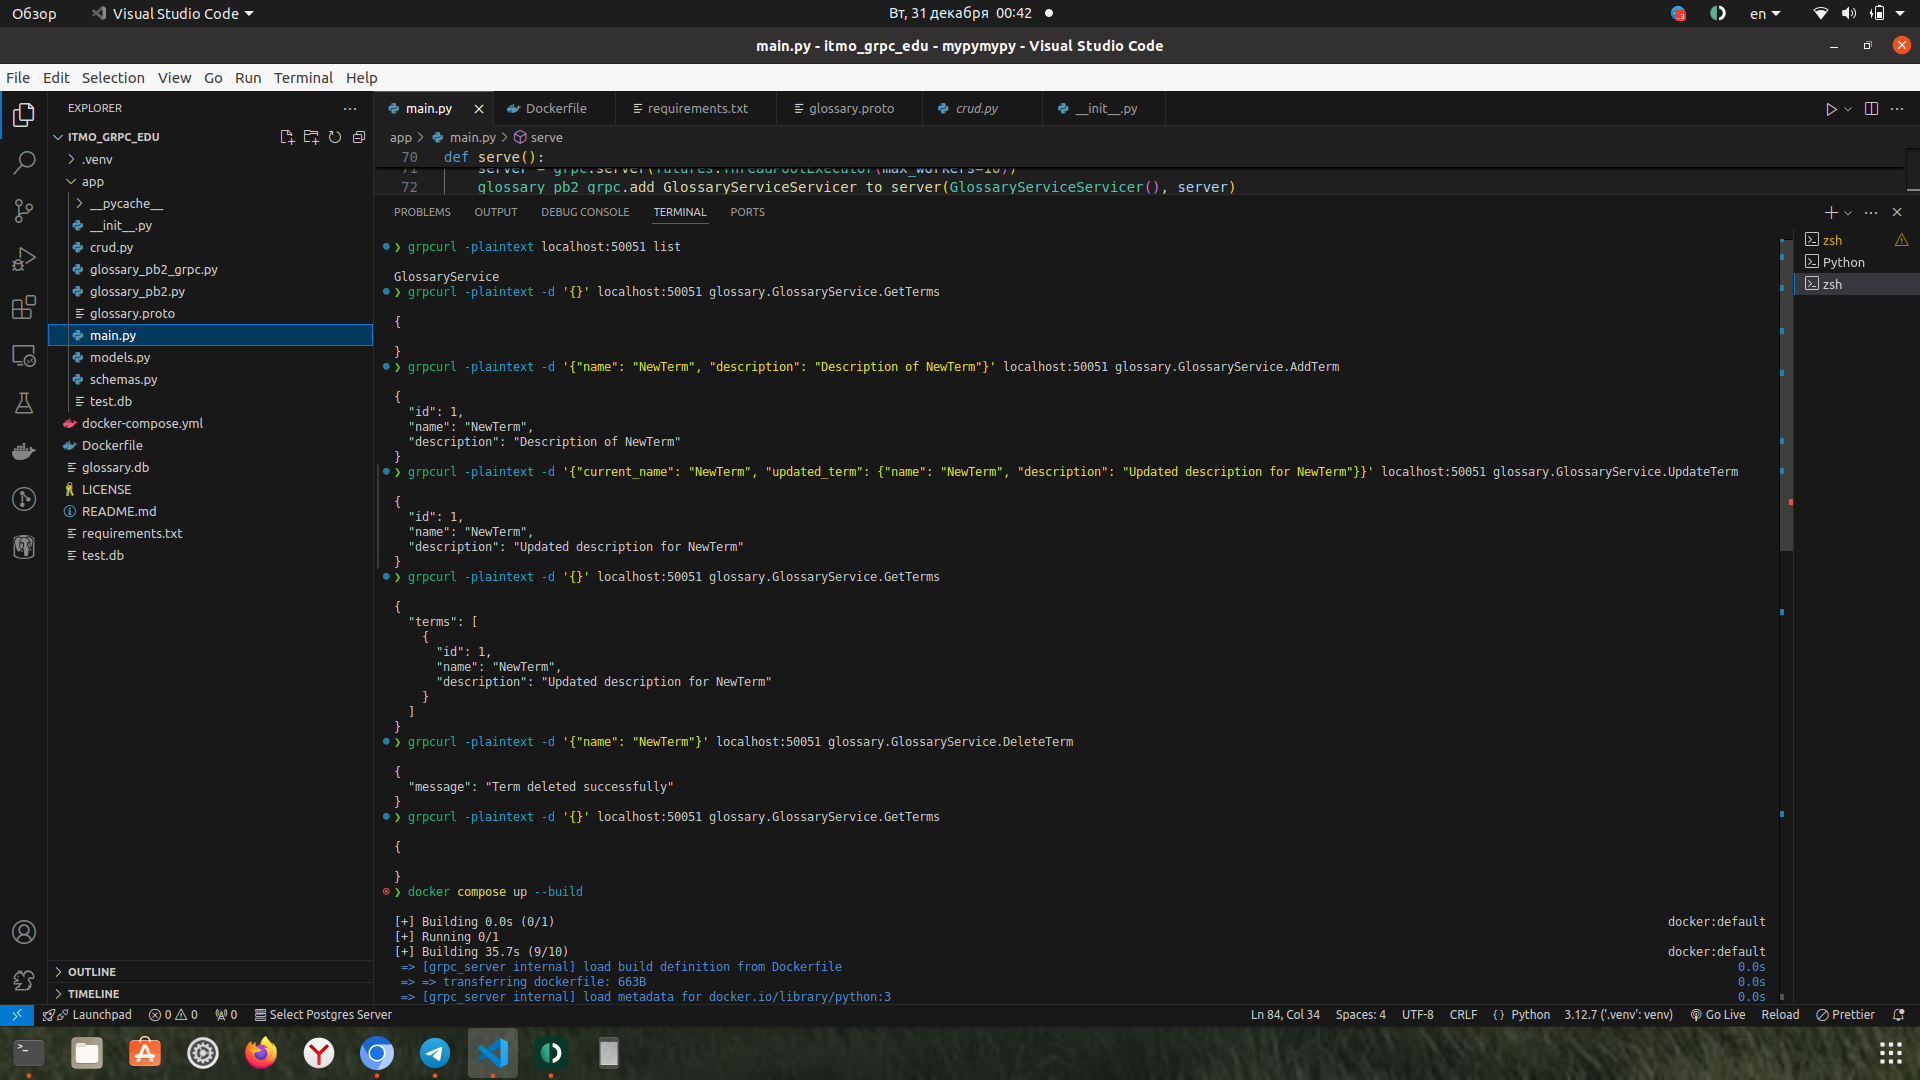 Обзор
Visual Studio Code
Вт, 31 декабря 00:42
en
main.py - itmo_grpc_edu - mypymypy - Visual Studio Code
File Edit Selection View Go Run Terminal Help
EXPLORER
ITMO_GRPC_EDU
.venv
app
__pycache__
__init__.py
crud.py
glossary_pb2_grpc.py
glossary_pb2.py
glossary.proto
main.py
models.py
schemas.py
test.db
docker-compose.yml
Dockerfile
glossary.db
LICENSE
README.md
requirements.txt
test.db
OUTLINE
TIMELINE
main.py
Dockerfile
requirements.txt
glossary.proto
crud.py
__init__.py
app > main.py > serve
70 def serve():
71 server = grpc.server(futures.ThreadPoolExecutor(max_workers=10))
72 glossary_pb2_grpc.add_GlossaryServiceServicer_to_server(GlossaryServiceServicer(), server)
PROBLEMS OUTPUT DEBUG CONSOLE TERMINAL PORTS
zsh
Python
zsh
❯ grpcurl -plaintext localhost:50051 list
GlossaryService
❯ grpcurl -plaintext -d '{}' localhost:50051 glossary.GlossaryService.GetTerms
{
}
❯ grpcurl -plaintext -d '{"name": "NewTerm", "description": "Description of NewTerm"}' localhost:50051 glossary.GlossaryService.AddTerm
{
"id": 1,
"name": "NewTerm",
"description": "Description of NewTerm"
}
❯ grpcurl -plaintext -d '{"current_name": "NewTerm", "updated_term": {"name": "NewTerm", "description": "Updated description for NewTerm"}}' localhost:50051 glossary.GlossaryService.UpdateTerm
{
"id": 1,
"name": "NewTerm",
"description": "Updated description for NewTerm"
}
❯ grpcurl -plaintext -d '{}' localhost:50051 glossary.GlossaryService.GetTerms
{
"terms": [
{
"id": 1,
"name": "NewTerm",
"description": "Updated description for NewTerm"
}
]
}
❯ grpcurl -plaintext -d '{"name": "NewTerm"}' localhost:50051 glossary.GlossaryService.DeleteTerm
{
"message": "Term deleted successfully"
}
❯ grpcurl -plaintext -d '{}' localhost:50051 glossary.GlossaryService.GetTerms
{
}
❯ docker compose up --build
[+] Building 0.0s (0/1) docker:default
[+] Running 0/1
[+] Building 35.7s (9/10) docker:default
=> [grpc_server internal] load build definition from Dockerfile 0.0s
=> => transferring dockerfile: 663B 0.0s
=> [grpc_server internal] load metadata for docker.io/library/python:3 0.0s
Launchpad 0 0 0 Select Postgres Server
Ln 84, Col 34 Spaces: 4 UTF-8 CRLF {} Python 3.12.7 ('.venv': venv) Go Live Reload Prettier